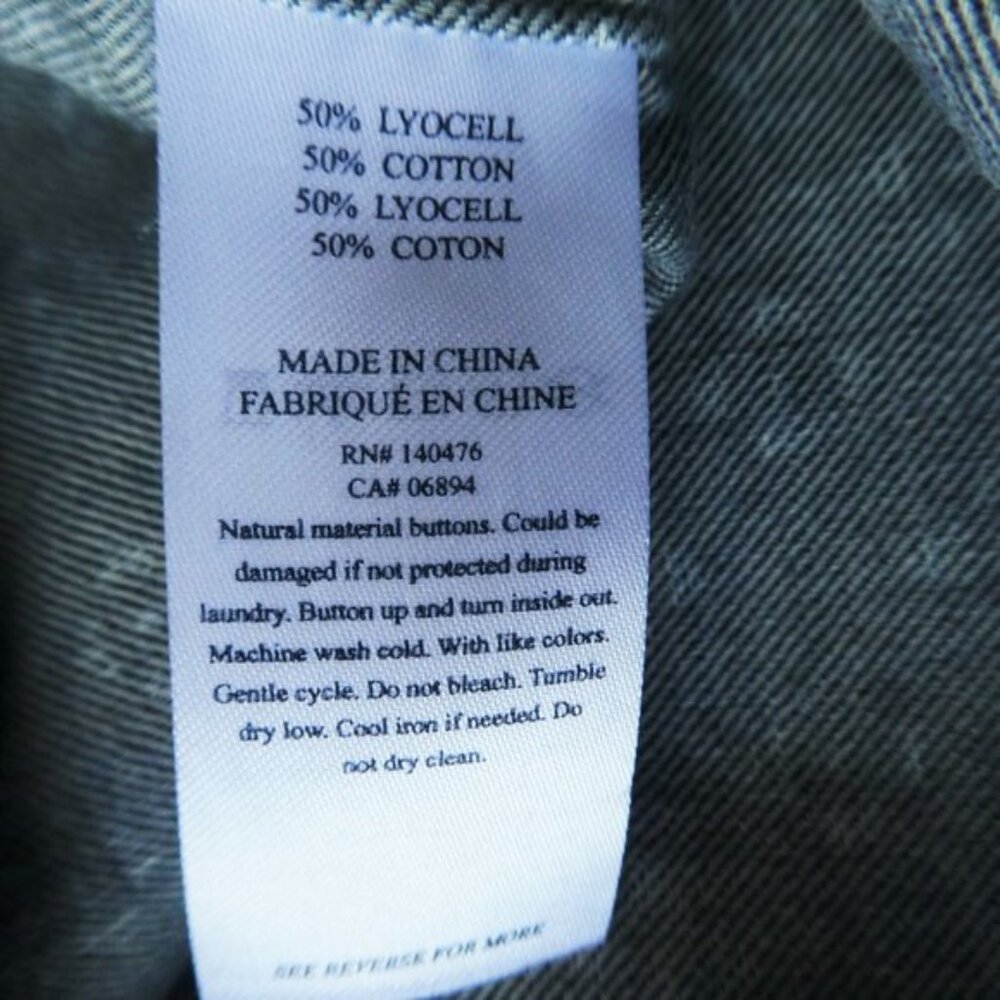 50% LYOCELL
50% COTTON
50% LYOCELL
50% COTON
MADE IN CHINA
FABRIQUÉ EN CHINE
RN# 140476
CA# 06894
Natural material buttons. Could be
damaged if not protected during
laundry. Button up and turn inside out.
Machine wash cold. With like colors.
Gentle cycle. Do not bleach. Tumble
dry low. Cool iron if needed. Do
not dry clean.
SEE REVERSE FOR MORE